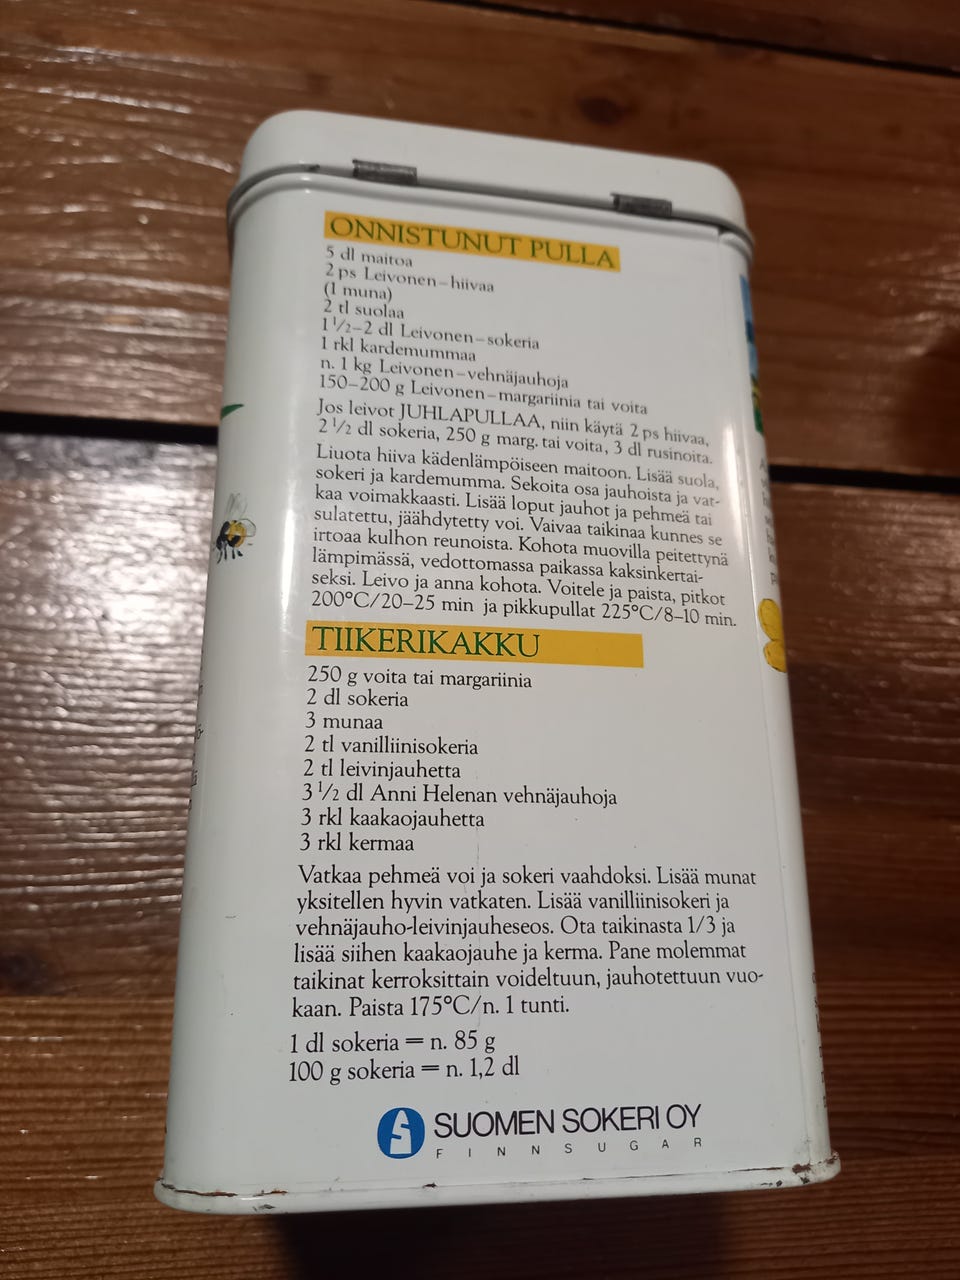 ONNISTUNUT PULLA
5 dl maitoa
2 ps Leivonen-hiivaa
(1 muna)
2 tl suolaa
1 ½-2 dl Leivonen-sokeria
1 rkl kardemummaa
n. 1 kg Leivonen-vehnäjauhoja
150-200 g Leivonen-margariinia tai voita
Jos leivot JUHLAPULLAA, niin käytä 2 ps hiivaa,
2 ½ dl sokeria, 250 g marg. tai voita, 3 dl rusinoita.
Liuota hiiva kädenlämpöiseen maitoon. Lisää suola,
sokeri ja kardemumma. Sekoita osa jauhoista ja vat-
kaa voimakkaasti. Lisää loput jauhot ja pehmeä tai
sulatettu, jäähdytetty voi. Vaivaa taikinaa kunnes se
irtoaa kulhon reunoista. Kohota muovilla peitettynä
lämpimässä, vedottomassa paikassa kaksinkertai-
seksi. Leivo ja anna kohota. Voitele ja paista, pitkot
200°C/20-25 min ja pikkupullat 225°C/8-10 min.
TIIKERIKAKKU
250 g voita tai margariinia
2 dl sokeria
3 munaa
2 tl vanilliinisokeria
2 tl leivinjauhetta
3 ½ dl Anni Helenan vehnäjauhoja
3 rkl kaakaojauhetta
3 rkl kermaa
Vatkaa pehmeä voi ja sokeri vaahdoksi. Lisää munat
yksitellen hyvin vatkaten. Lisää vanilliinisokeri ja
vehnäjauho-leivinjauheseos. Ota taikinasta 1/3 ja
lisää siihen kaakaojauhe ja kerma. Pane molemmat
taikinat kerroksittain voideltuun, jauhotettuun vuo-
kaan. Paista 175°C/n. 1 tunti.
1 dl sokeria = n. 85 g
100 g sokeria = n. 1,2 dl
SUOMEN SOKERI OY
FINNSUGAR